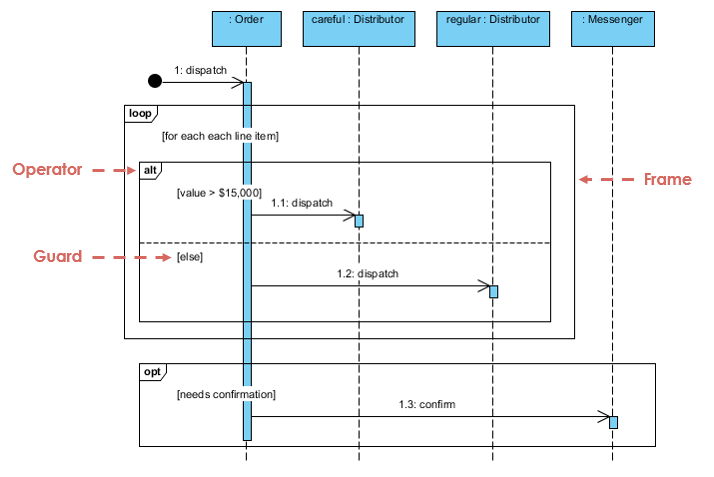 : Order
careful : Distributor
regular : Distributor
: Messenger
1: dispatch
loop
[for each each line item]
Operator
alt
Frame
[value > $15,000]
1.1: dispatch
Guard
[else]
1.2: dispatch
opt
[needs confirmation]
1.3: confirm